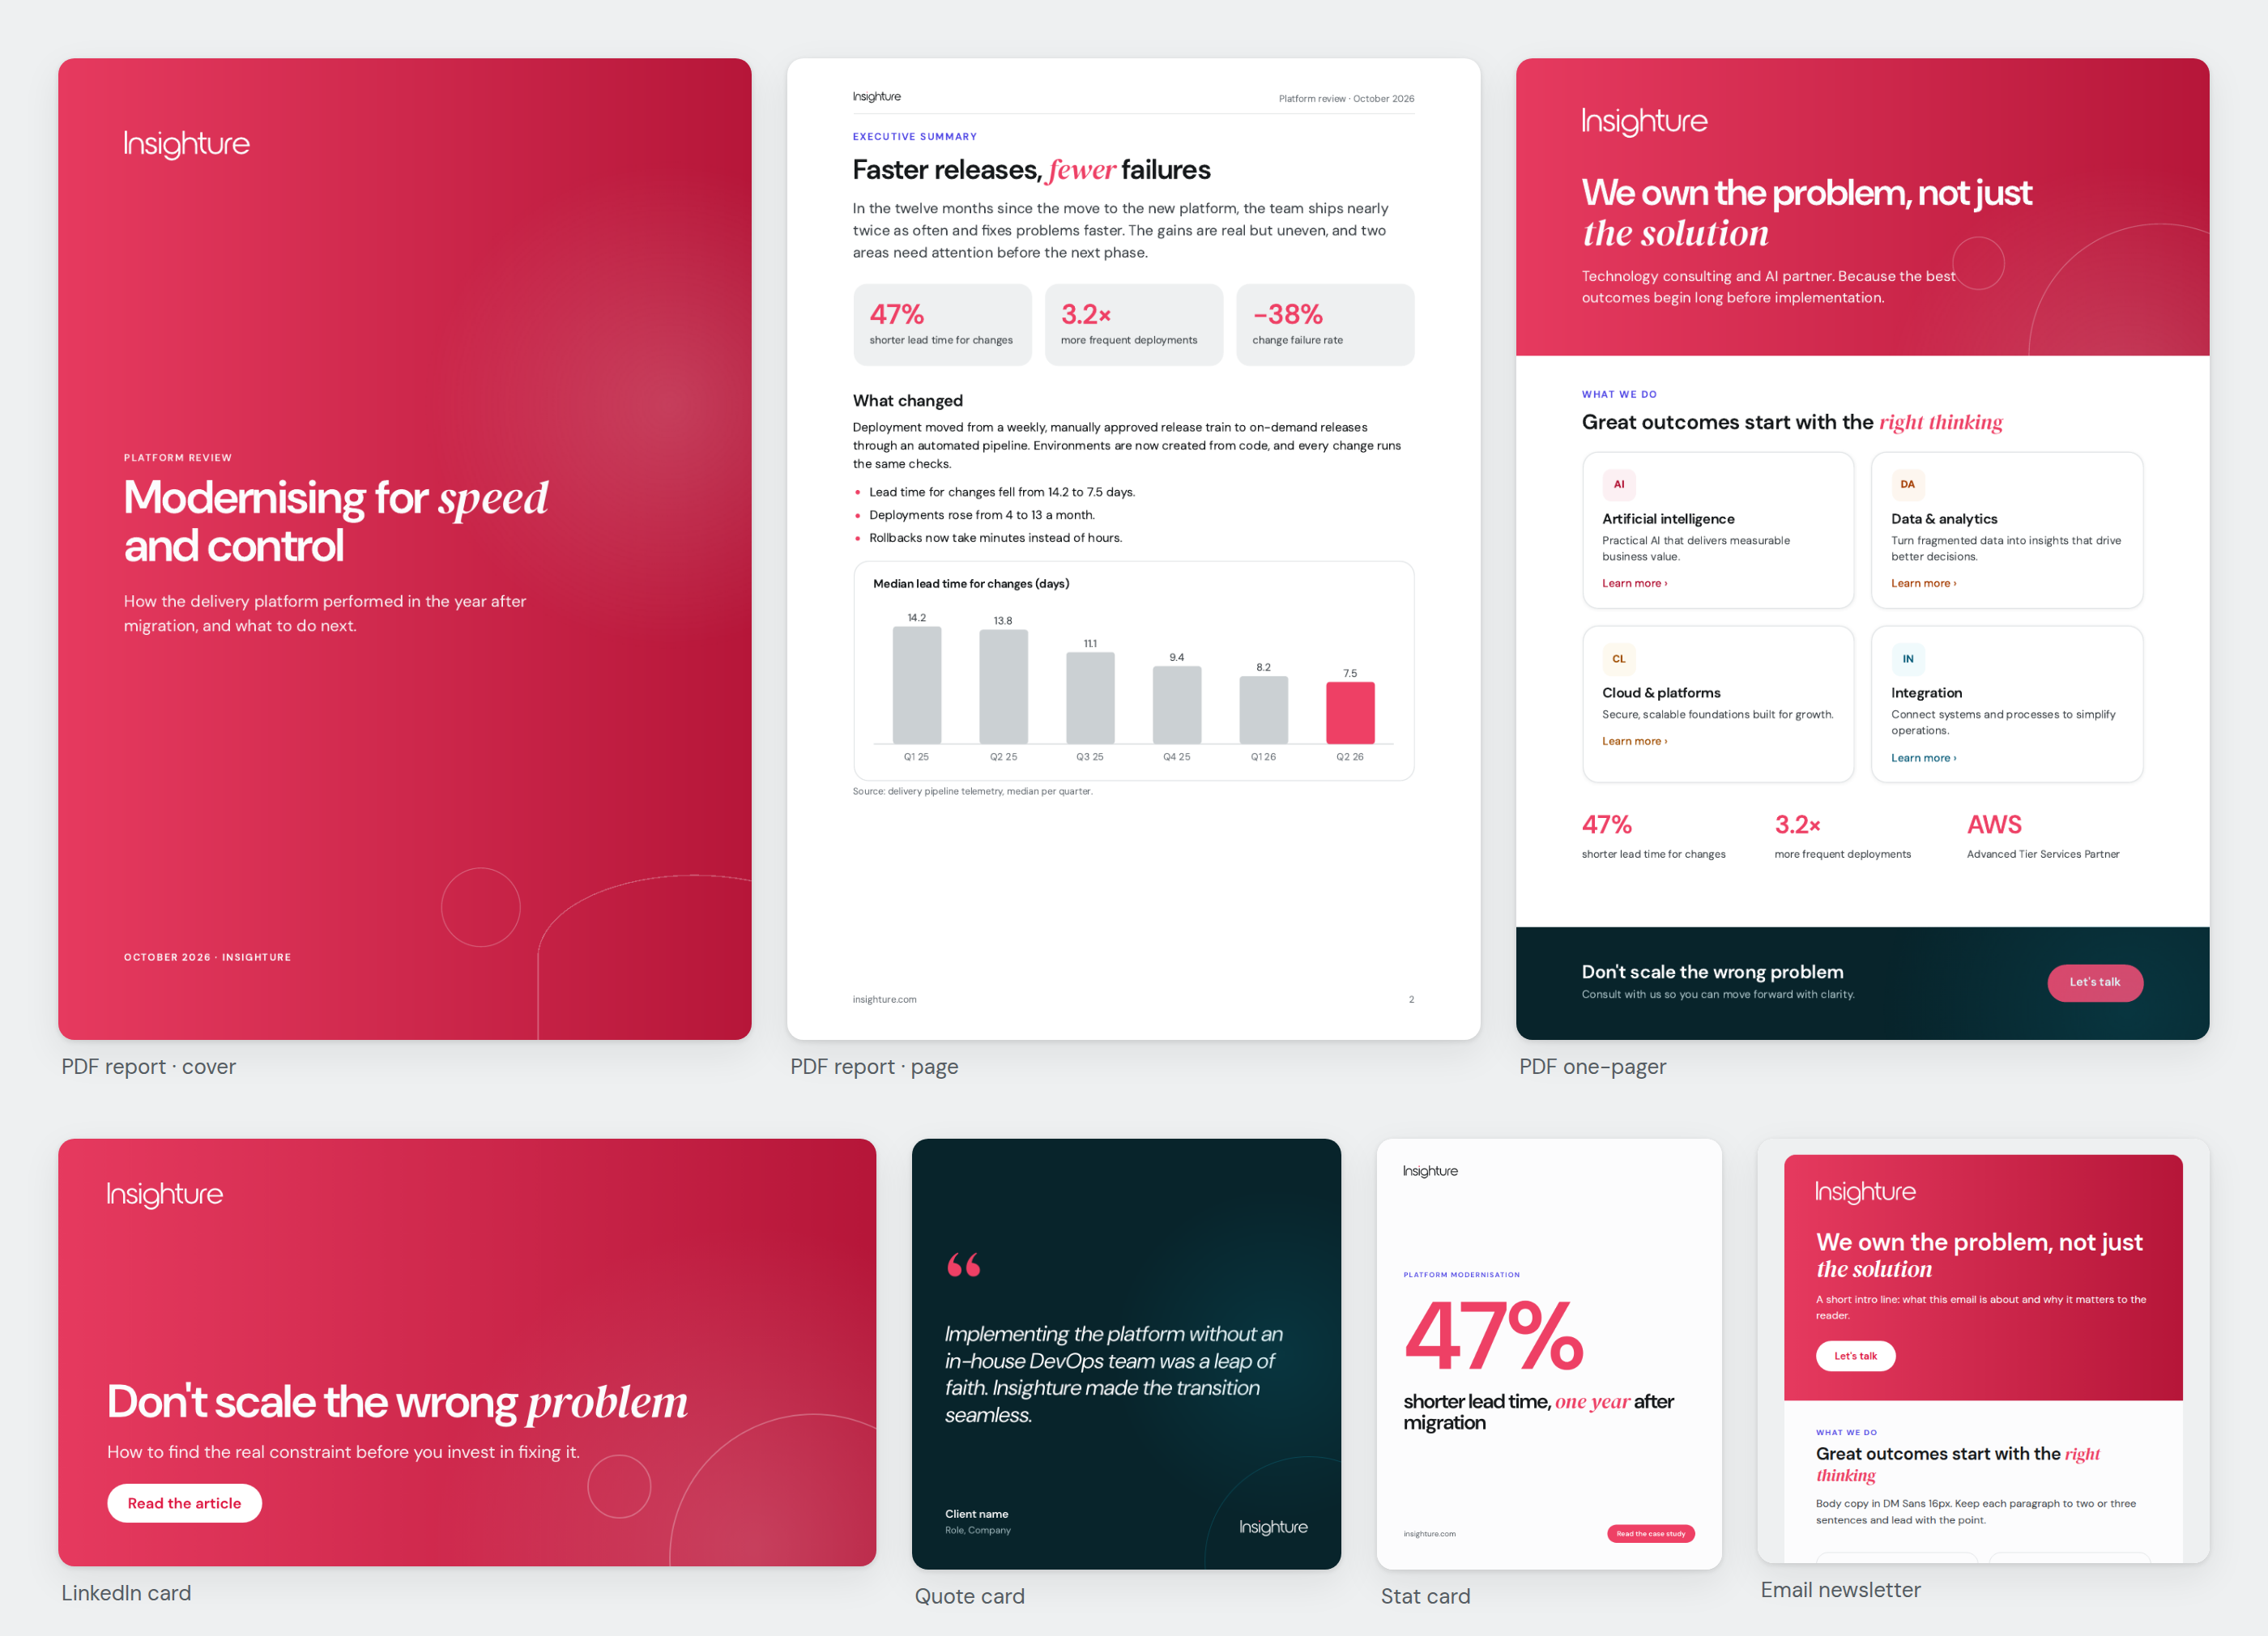 Insighture
PLATFORM REVIEW
Modernising for speed
and control
How the delivery platform performed in the year after
migration, and what to do next.
OCTOBER 2026 · INSIGHTURE
PDF report · cover
Insighture
Platform review · October 2026
EXECUTIVE SUMMARY
Faster releases, fewer failures
In the twelve months since the move to the new platform, the team ships nearly
twice as often and fixes problems faster. The gains are real but uneven, and two
areas need attention before the next phase.
47%
shorter lead time for changes
3.2×
more frequent deployments
−38%
change failure rate
What changed
Deployment moved from a weekly, manually approved release train to on-demand releases
through an automated pipeline. Environments are now created from code, and every change runs
the same checks.
• Lead time for changes fell from 14.2 to 7.5 days.
• Deployments rose from 4 to 13 a month.
• Rollbacks now take minutes instead of hours.
Median lead time for changes (days)
14.2
13.8
11.1
9.4
8.2
7.5
Q1 25
Q2 25
Q3 25
Q4 25
Q1 26
Q2 26
Source: delivery pipeline telemetry, median per quarter.
insighture.com
2
PDF report · page
Insighture
We own the problem, not just
the solution
Technology consulting and AI partner. Because the best
outcomes begin long before implementation.
WHAT WE DO
Great outcomes start with the right thinking
AI
Artificial intelligence
Practical AI that delivers measurable
business value.
Learn more ›
DA
Data & analytics
Turn fragmented data into insights that drive
better decisions.
Learn more ›
CL
Cloud & platforms
Secure, scalable foundations built for growth.
Learn more ›
IN
Integration
Connect systems and processes to simplify
operations.
Learn more ›
47%
shorter lead time for changes
3.2×
more frequent deployments
AWS
Advanced Tier Services Partner
Don't scale the wrong problem
Consult with us so you can move forward with clarity.
Let's talk
PDF one-pager
Insighture
Don't scale the wrong problem
How to find the real constraint before you invest in fixing it.
Read the article
LinkedIn card
“
Implementing the platform without an
in-house DevOps team was a leap of
faith. Insighture made the transition
seamless.
Client name
Role, Company
Insighture
Quote card
Insighture
PLATFORM MODERNISATION
47%
shorter lead time, one year after
migration
insighture.com
Read the case study
Stat card
Insighture
We own the problem, not just
the solution
A short intro line: what this email is about and why it matters to the
reader.
Let's talk
WHAT WE DO
Great outcomes start with the right
thinking
Body copy in DM Sans 16px. Keep each paragraph to two or three
sentences and lead with the point.
Email newsletter